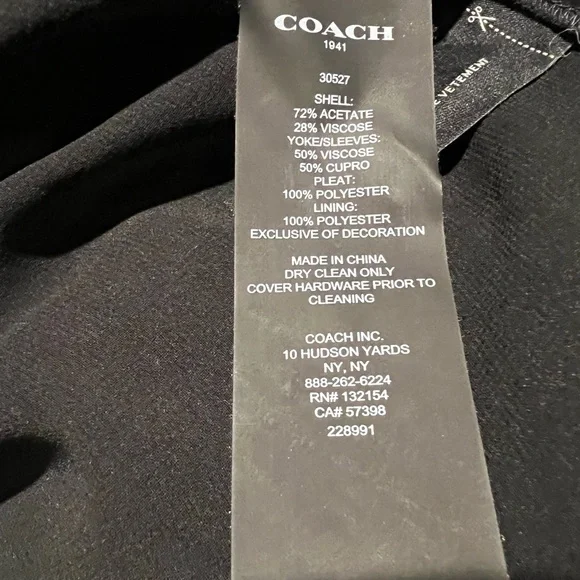 COACH
1941
30527
SHELL:
72% ACETATE
28% VISCOSE
YOKE/SLEEVES:
50% VISCOSE
50% CUPRO
PLEAT:
100% POLYESTER
LINING:
100% POLYESTER
EXCLUSIVE OF DECORATION
MADE IN CHINA
DRY CLEAN ONLY
COVER HARDWARE PRIOR TO
CLEANING
COACH INC.
10 HUDSON YARDS
NY, NY
888-262-6224
RN# 132154
CA# 57398
228991
VETEMENT